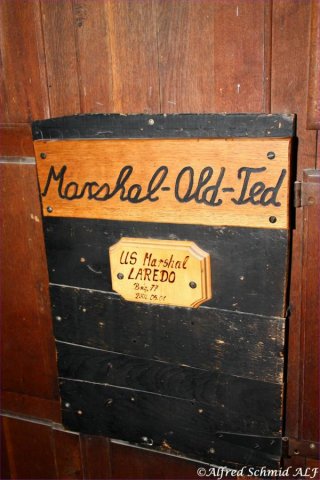 Marshal-Old-Ted
US Marshal
LAREDO
©Alfred Schmid ALF